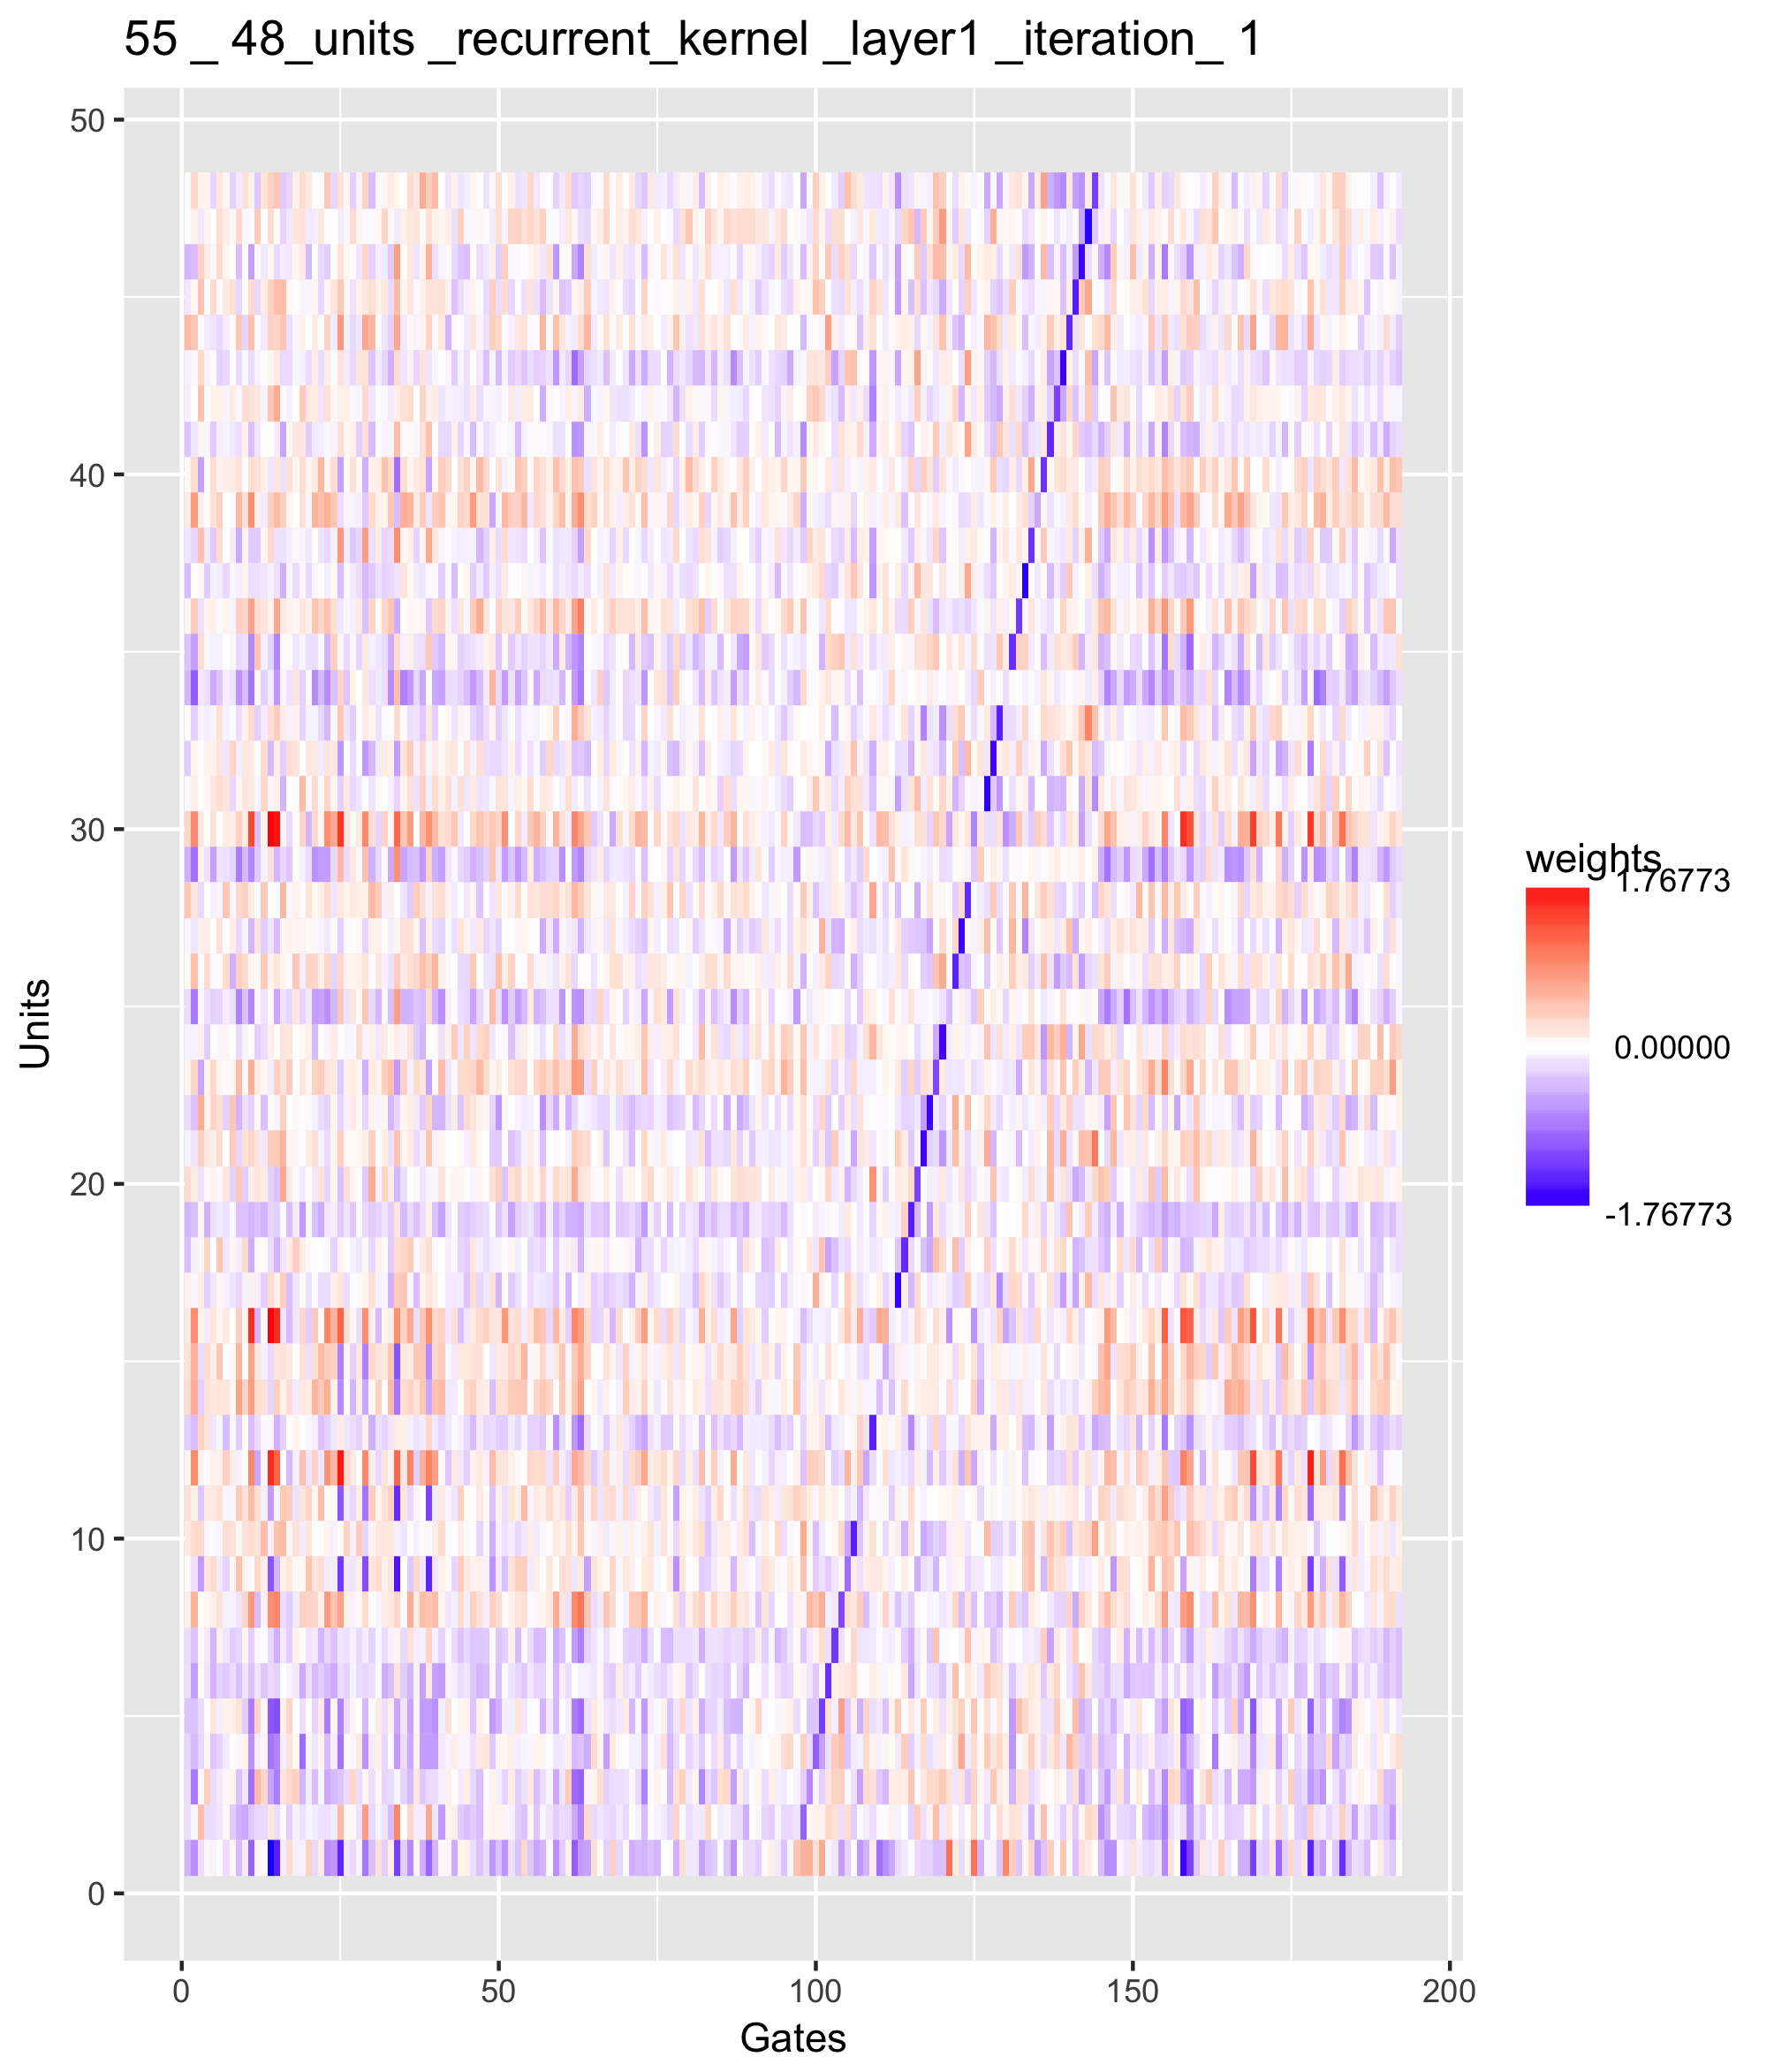 55 _ 48_units _recurrent_kernel _layer1 _iteration_ 1
50
40
30
20
10
0
Units
0 50 100 150 200
Gates
weights
1.76773
0.00000
-1.76773